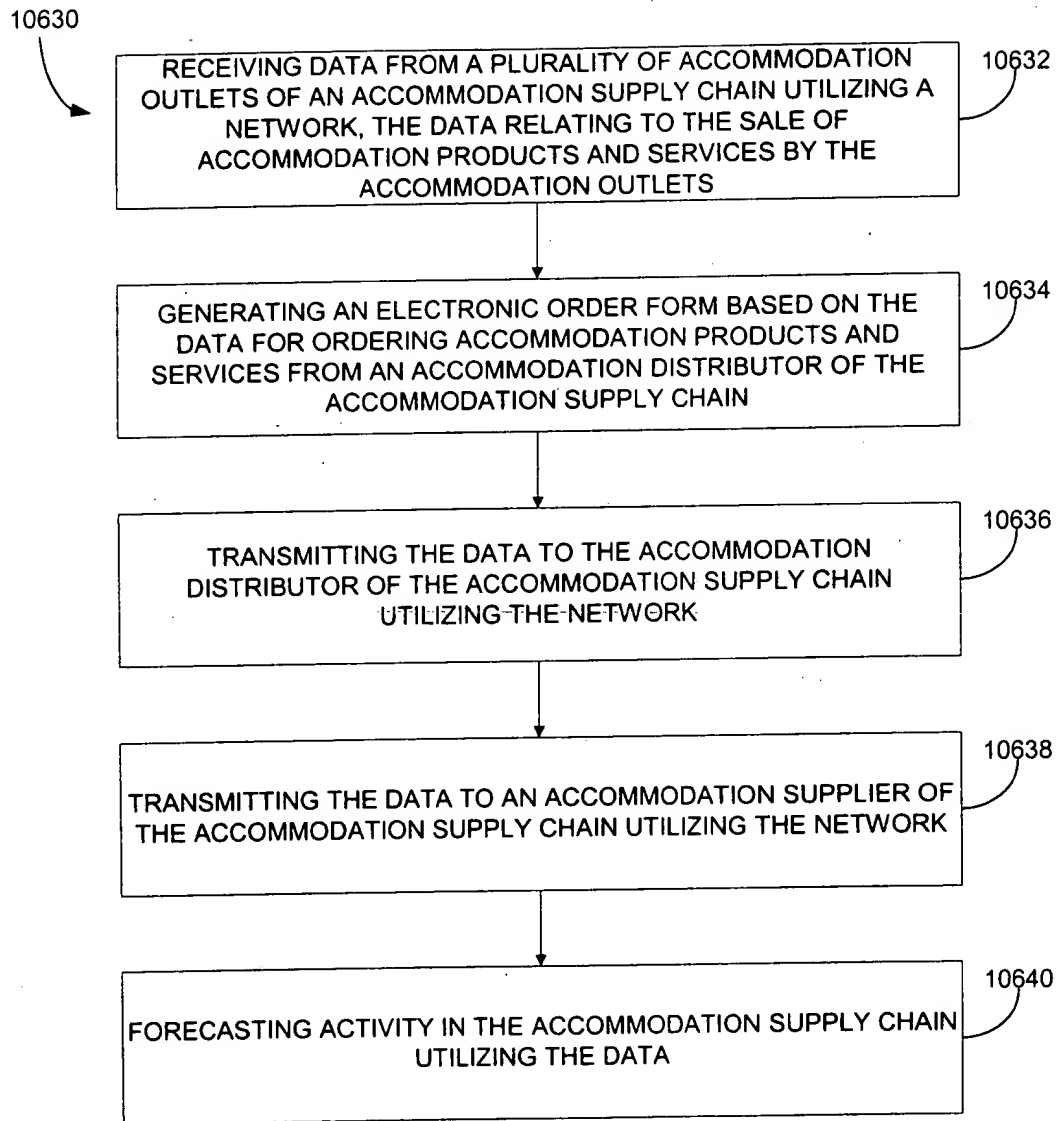 10630
RECEIVING DATA FROM A PLURALITY OF ACCOMMODATION
OUTLETS OF AN ACCOMMODATION SUPPLY CHAIN UTILIZING A
NETWORK, THE DATA RELATING TO THE SALE OF
ACCOMMODATION PRODUCTS AND SERVICES BY THE
ACCOMMODATION OUTLETS
10632
GENERATING AN ELECTRONIC ORDER FORM BASED ON THE
DATA FOR ORDERING ACCOMMODATION PRODUCTS AND
SERVICES FROM AN ACCOMMODATION DISTRIBUTOR OF THE
ACCOMMODATION SUPPLY CHAIN
10634
TRANSMITTING THE DATA TO THE ACCOMMODATION
DISTRIBUTOR OF THE ACCOMMODATION SUPPLY CHAIN
UTILIZING THE NETWORK
10636
TRANSMITTING THE DATA TO AN ACCOMMODATION SUPPLIER OF
THE ACCOMMODATION SUPPLY CHAIN UTILIZING THE NETWORK
10638
FORECASTING ACTIVITY IN THE ACCOMMODATION SUPPLY CHAIN
UTILIZING THE DATA
10640